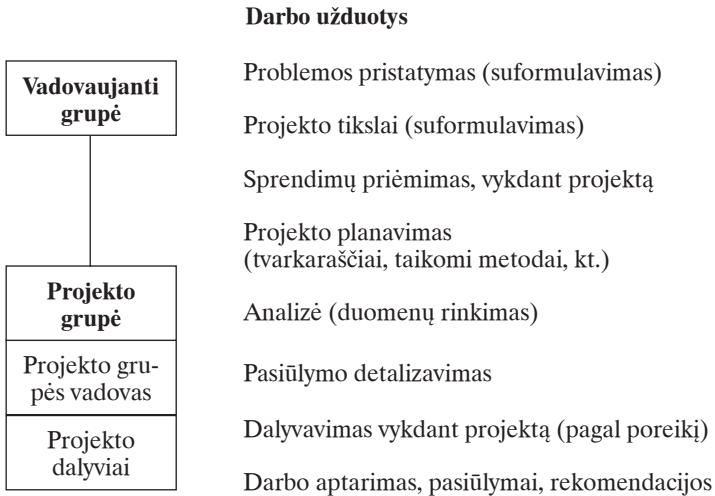 Darbo užduotys
Vadovaujanti
grupė
Problemos pristatymas (suformulavimas)
Projekto tikslai (suformulavimas)
Sprendimų priėmimas, vykdant projektą
Projekto planavimas
(tvarkaraščiai, taikomi metodai, kt.)
Projekto
grupė
Analizė (duomenų rinkimas)
Projekto gru-
pės vadovas
Pasiūlymo detalizavimas
Projekto
dalyviai
Dalyvavimas vykdant projektą (pagal poreikį)
Darbo aptarimas, pasiūlymai, rekomendacijos